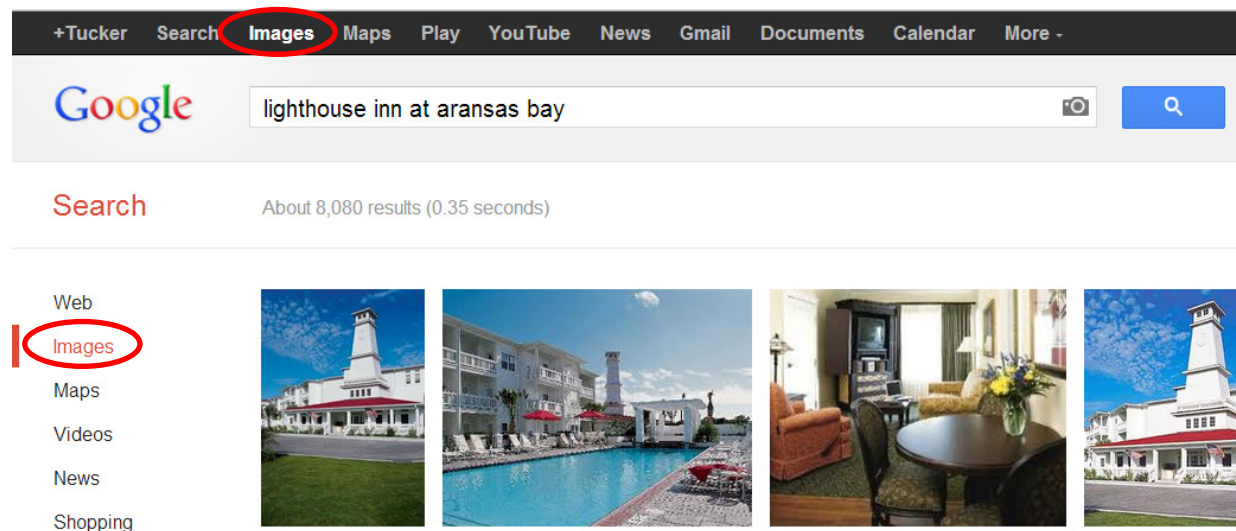 +Tucker Search Images Maps Play YouTube News Gmail Documents Calendar More -
Google
lighthouse inn at aransas bay
Search
About 8,080 results (0.35 seconds)
Web
Images
Maps
Videos
News
Shopping